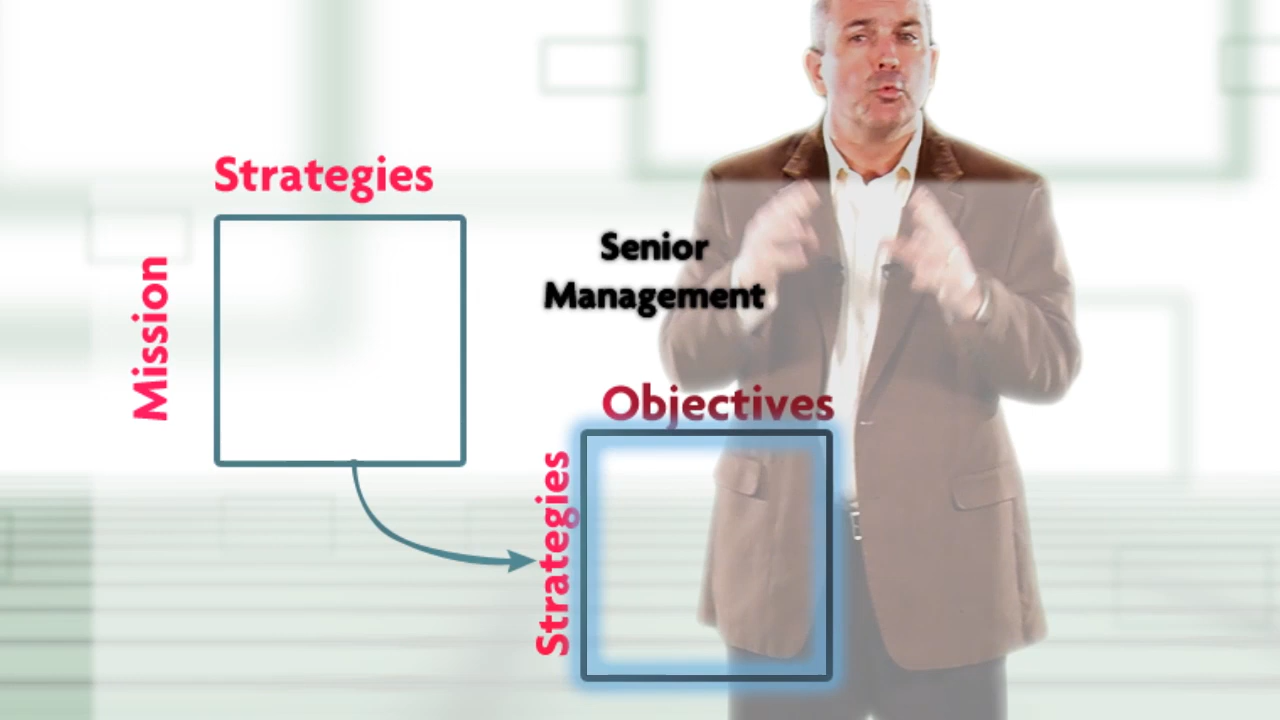 Strategies
Mission
Senior
Management
Objectives
Strategies